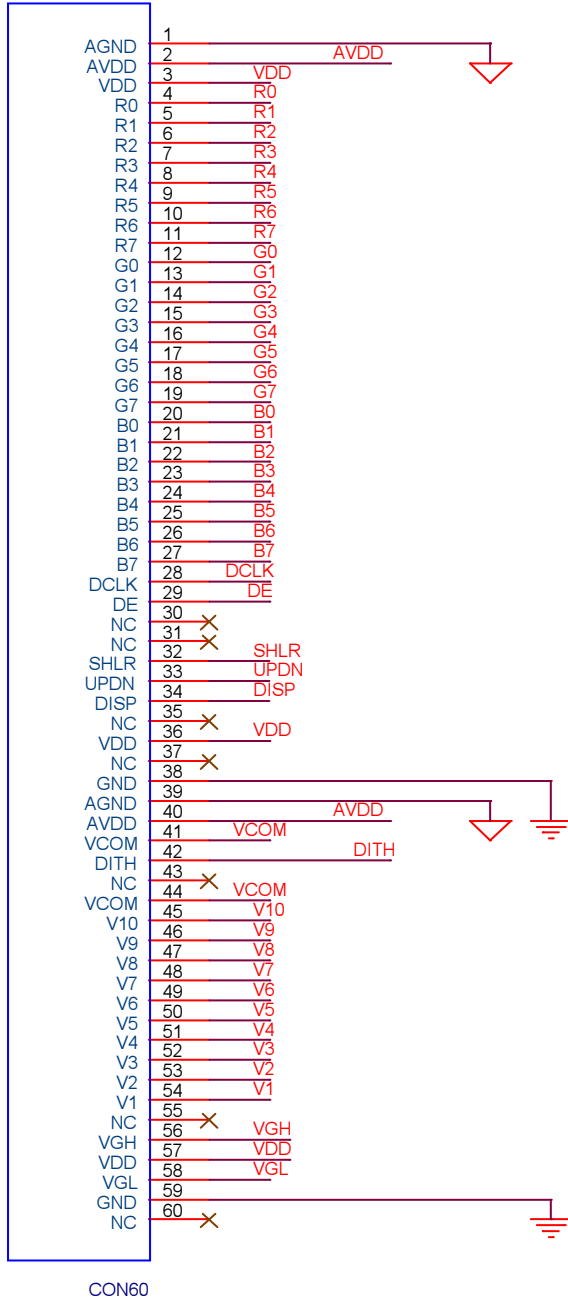 AGND 1
AVDD 2 AVDD
VDD 3 VDD
R0 4 R0
R1 5 R1
R2 6 R2
R3 7 R3
R4 8 R4
R5 9 R5
R6 10 R6
R7 11 R7
G0 12 G0
G1 13 G1
G2 14 G2
G3 15 G3
G4 16 G4
G5 17 G5
G6 18 G6
G7 19 G7
B0 20 B0
B1 21 B1
B2 22 B2
B3 23 B3
B4 24 B4
B5 25 B5
B6 26 B6
B7 27 B7
DCLK 28 DCLK
DE 29 DE
NC 30
NC 31
SHLR 32 SHLR
UPDN 33 UPDN
DISP 34 DISP
NC 35
VDD 36 VDD
NC 37
GND 38
AGND 39
AVDD 40 AVDD
VCOM 41 VCOM
DITH 42 DITH
NC 43
VCOM 44 VCOM
V10 45 V10
V9 46 V9
V8 47 V8
V7 48 V7
V6 49 V6
V5 50 V5
V4 51 V4
V3 52 V3
V2 53 V2
V1 54 V1
NC 55
VGH 56 VGH
VDD 57 VDD
VGL 58 VGL
GND 59
NC 60
CON60